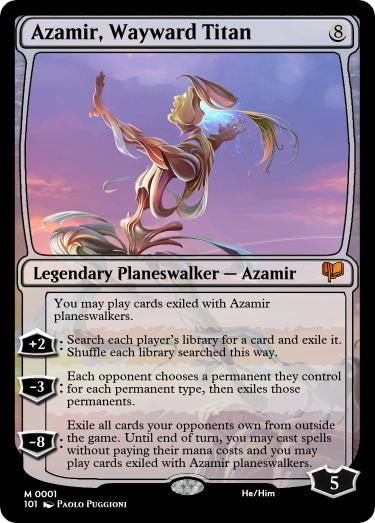 Azamir, Wayward Titan 8
Legendary Planeswalker — Azamir
You may play cards exiled with Azamir
planeswalkers.
+2: Search each player's library for a card and exile it.
Shuffle each library searched this way.
-3: Each opponent chooses a permanent they control
for each permanent type, then exiles those
permanents.
-8: Exile all cards your opponents own from outside
the game. Until end of turn, you may cast spells
without paying their mana costs and you may
play cards exiled with Azamir planeswalkers.
5
M 0001 He/Him
101 Paolo Puggioni